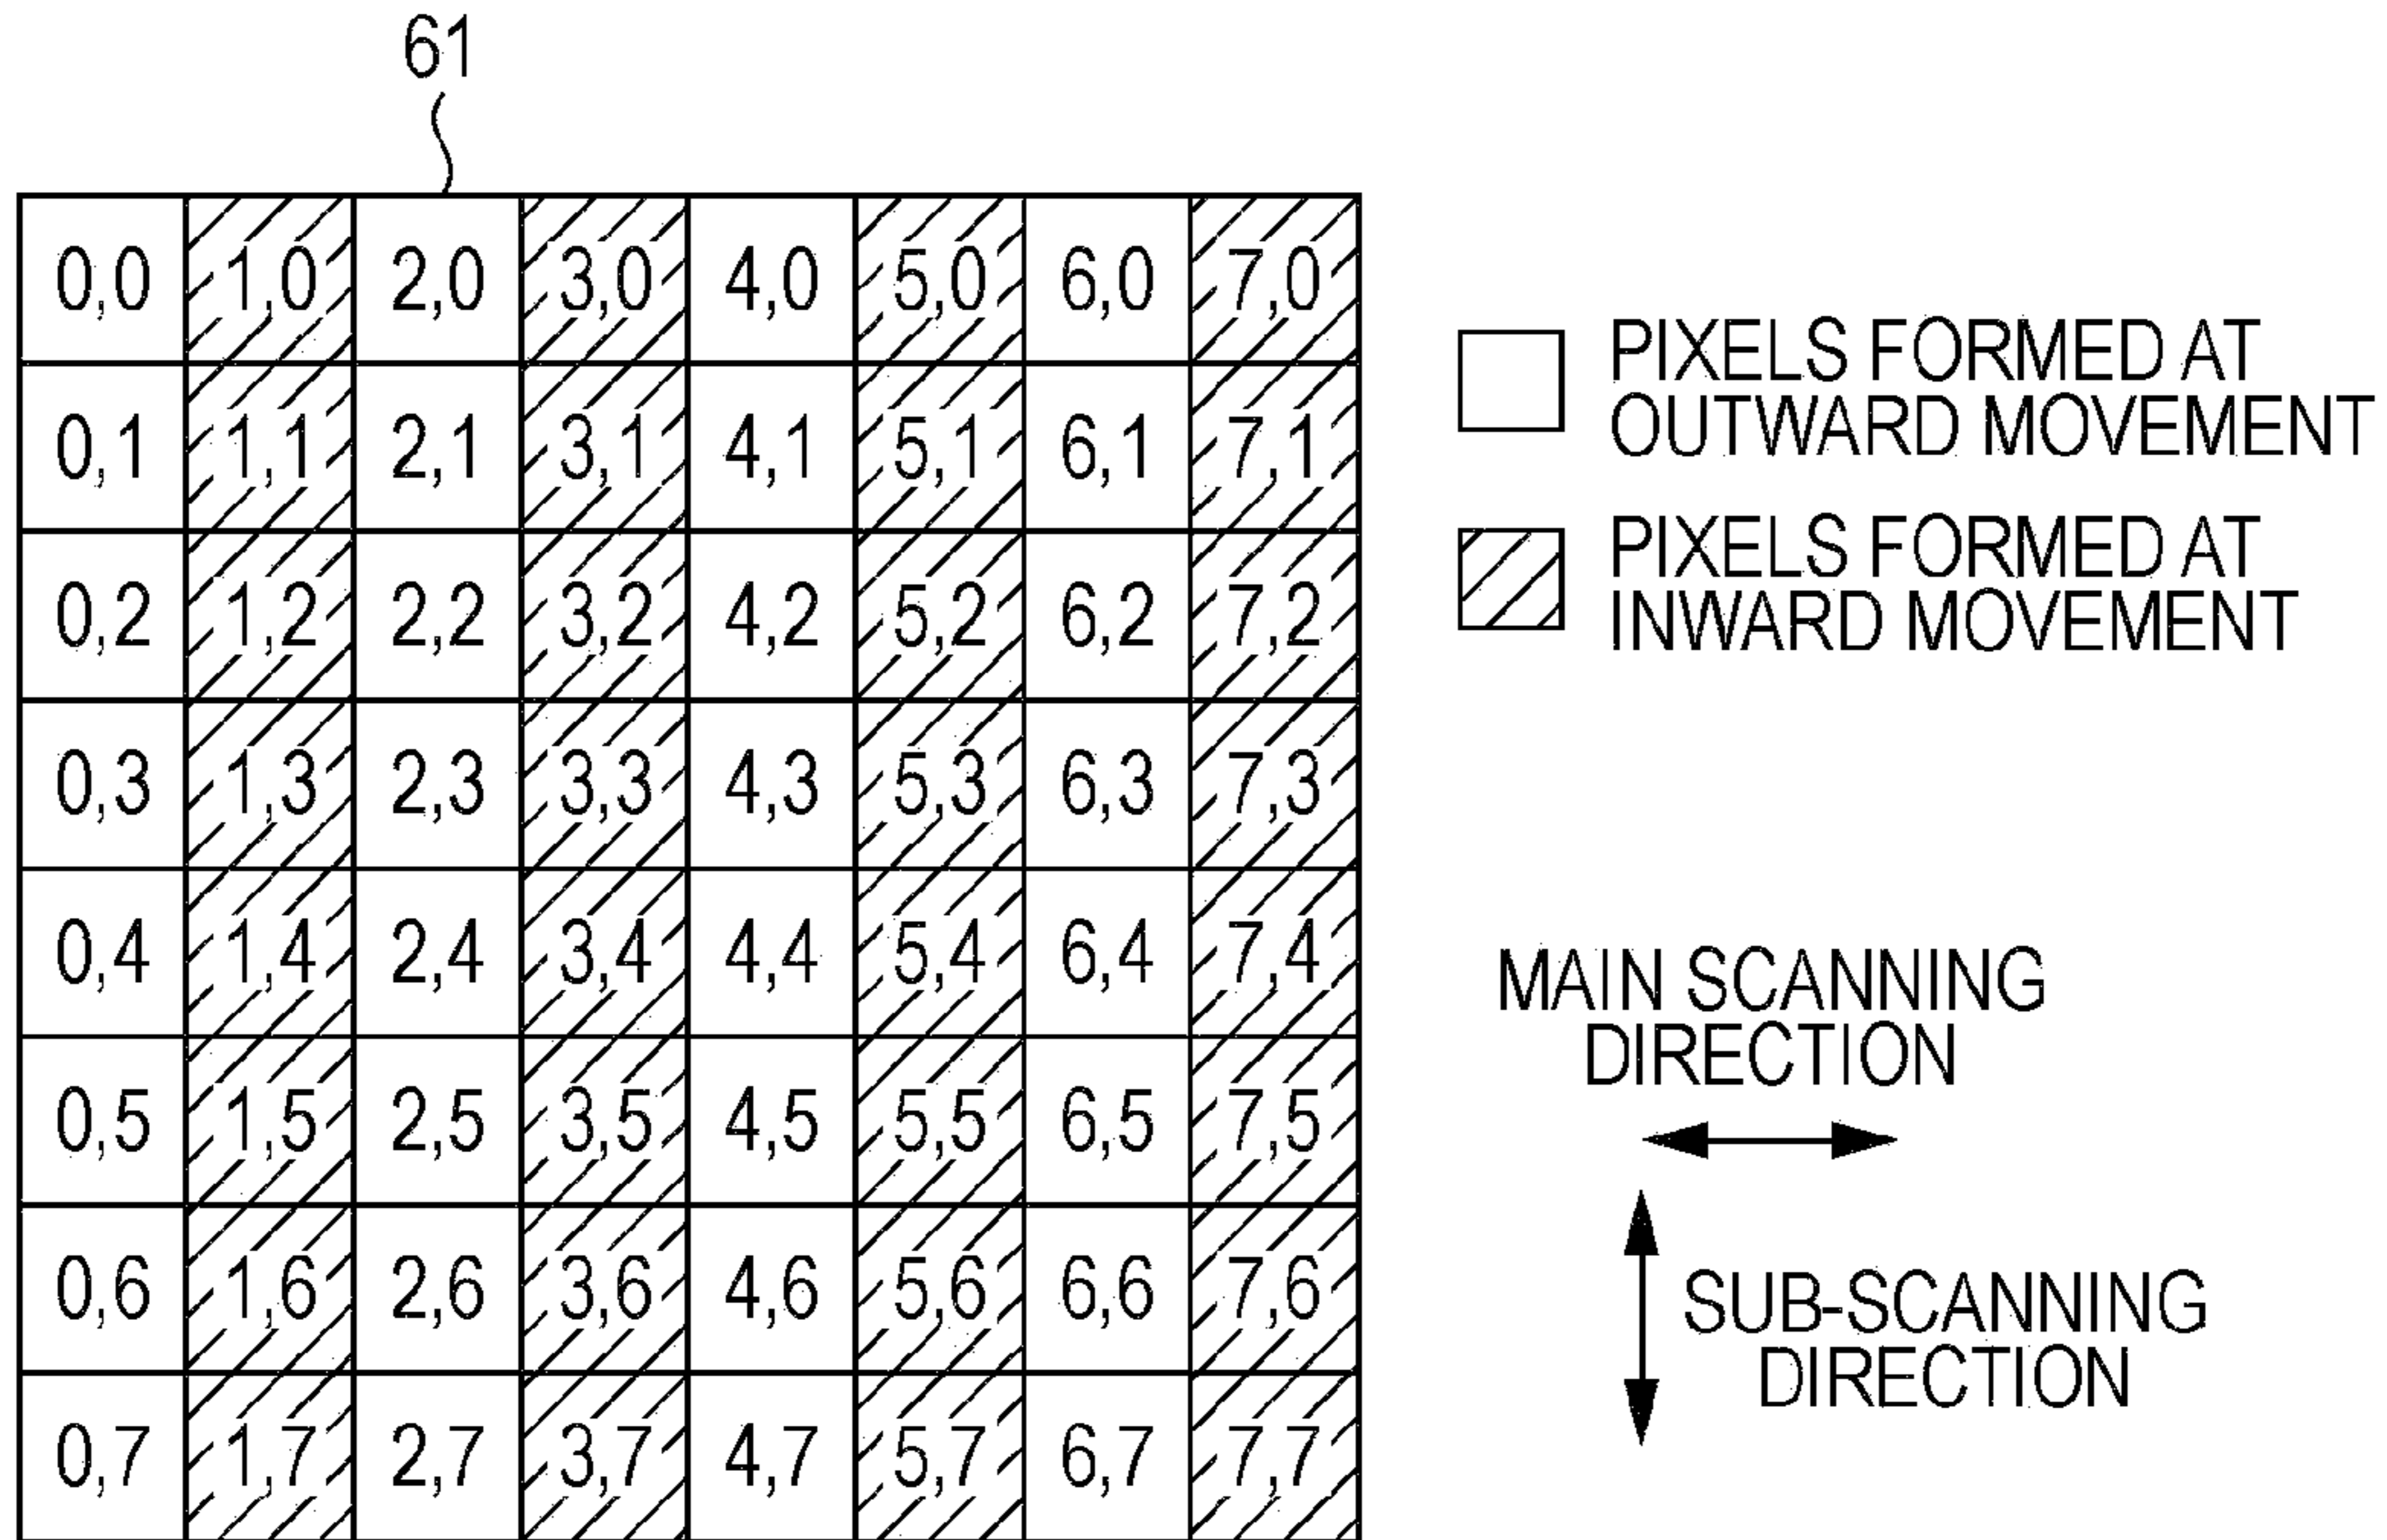 61
0,0 1,0 2,0 3,0 4,0 5,0 6,0 7,0
0,1 1,1 2,1 3,1 4,1 5,1 6,1 7,1
0,2 1,2 2,2 3,2 4,2 5,2 6,2 7,2
0,3 1,3 2,3 3,3 4,3 5,3 6,3 7,3
0,4 1,4 2,4 3,4 4,4 5,4 6,4 7,4
0,5 1,5 2,5 3,5 4,5 5,5 6,5 7,5
0,6 1,6 2,6 3,6 4,6 5,6 6,6 7,6
0,7 1,7 2,7 3,7 4,7 5,7 6,7 7,7
PIXELS FORMED AT
OUTWARD MOVEMENT
PIXELS FORMED AT
INWARD MOVEMENT
MAIN SCANNING
DIRECTION
SUB-SCANNING
DIRECTION